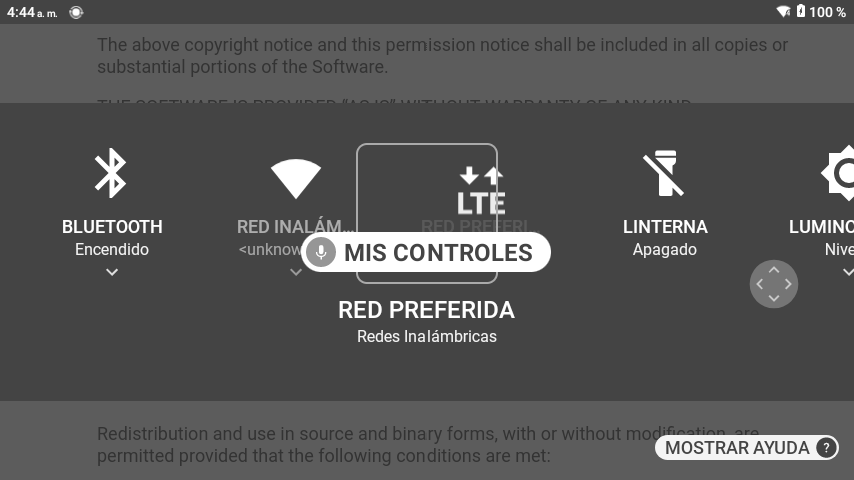 4:44 a. m.
100 %
The above copyright notice and this permission notice shall be included in all copies or
substantial portions of the Software.
THE SOFTWARE IS PROVIDED “AS IS” WITHOUT WARRANTY OF ANY KIND,
LTE
BLUETOOTH
RED INALÁM…
RED PREFERI…
LINTERNA
LUMINO
Encendido
<unknow
Apagado
Nive
MIS CONTROLES
RED PREFERIDA
Redes Inalámbricas
Redistribution and use in source and binary forms, with or without modification, are
permitted provided that the following conditions are met:
MOSTRAR AYUDA ?